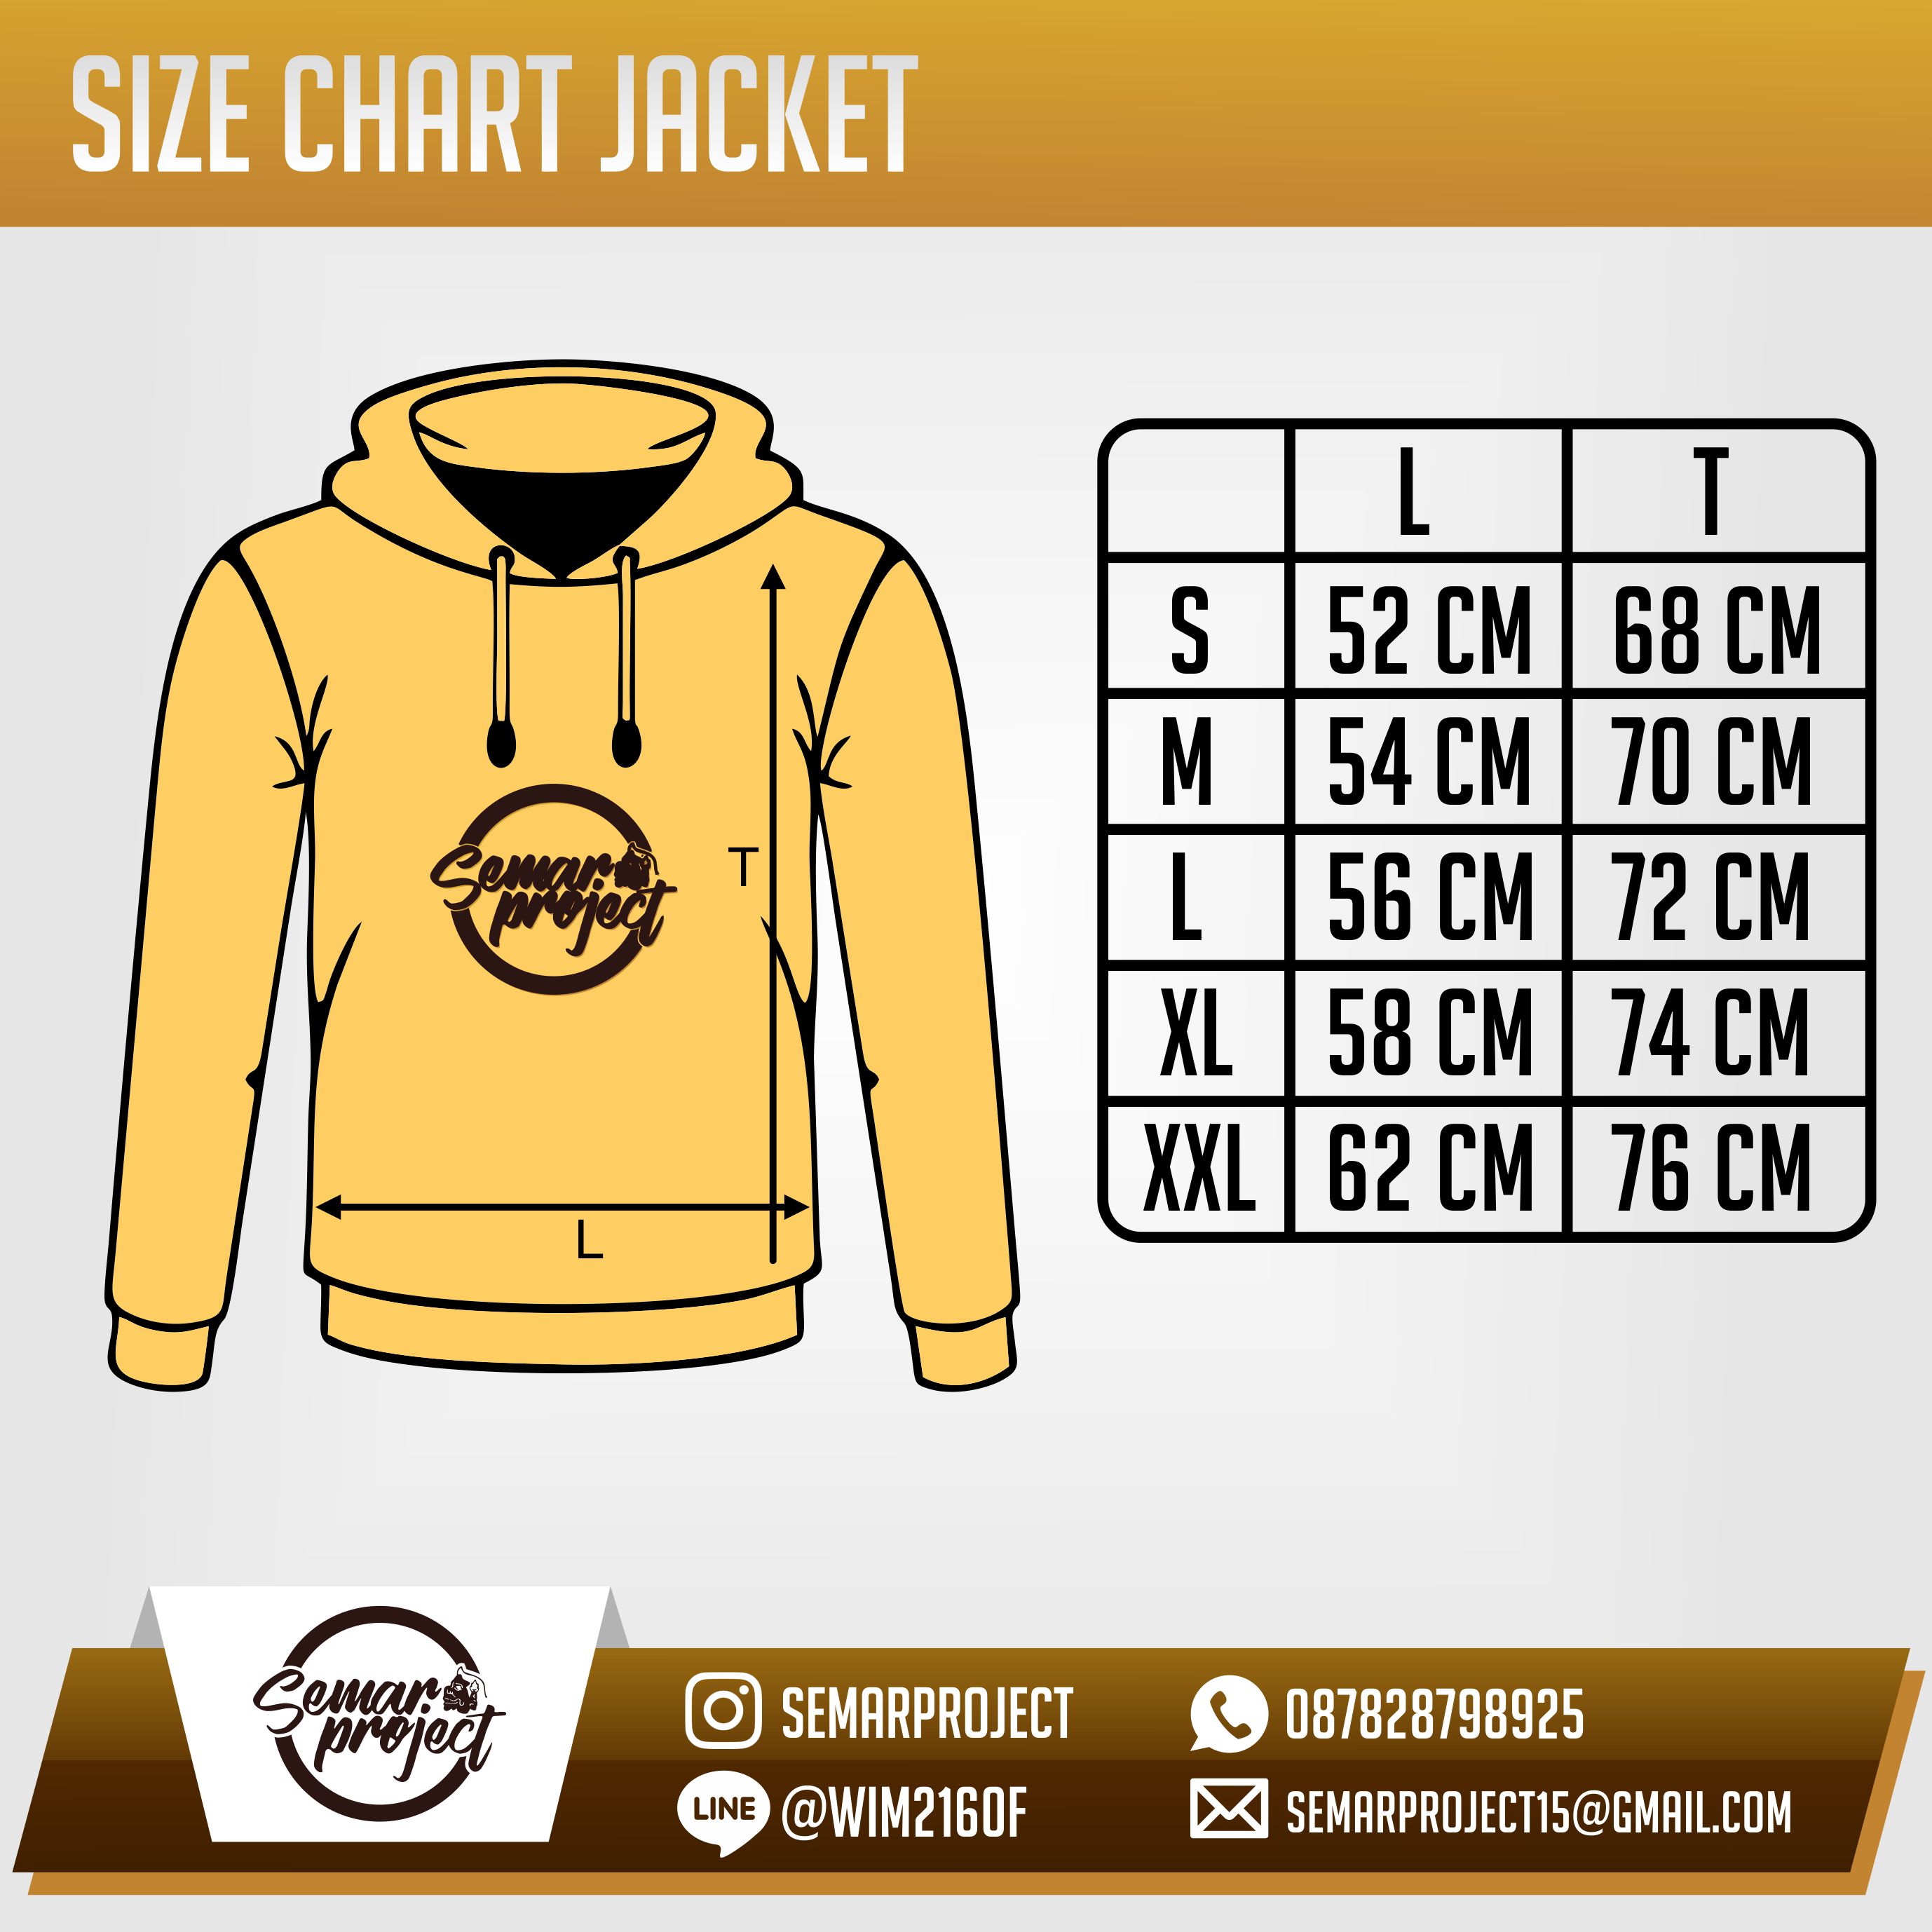 SIZE CHART JACKET
Semar
project
T
L
L T
S 52 CM 68 CM
M 54 CM 70 CM
L 56 CM 72 CM
XL 58 CM 74 CM
XXL 62 CM 76 CM
Semar
project
SEMARPROJECT
087828798925
LINE @WIM2160F
SEMARPROJECT15@GMAIL.COM